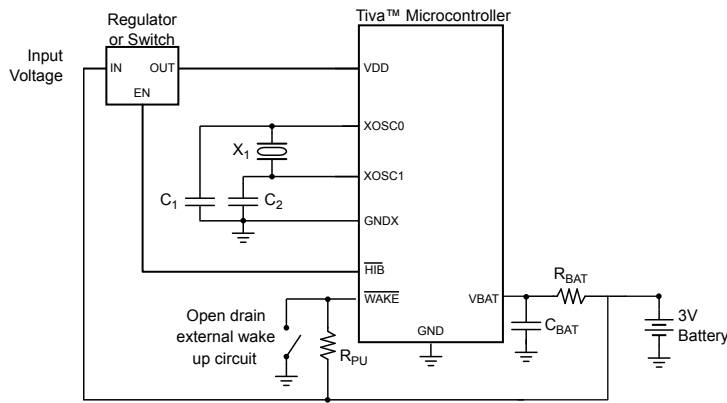 Tiva™ Microcontroller
Regulator
or Switch
Input
Voltage
IN OUT
EN
VDD
XOSC0
X1
XOSC1
C1
C2
GNDX
HIB
WAKE
VBAT
RBAT
Open drain
external wake
up circuit
RPU
GND
CBAT
3V
Battery